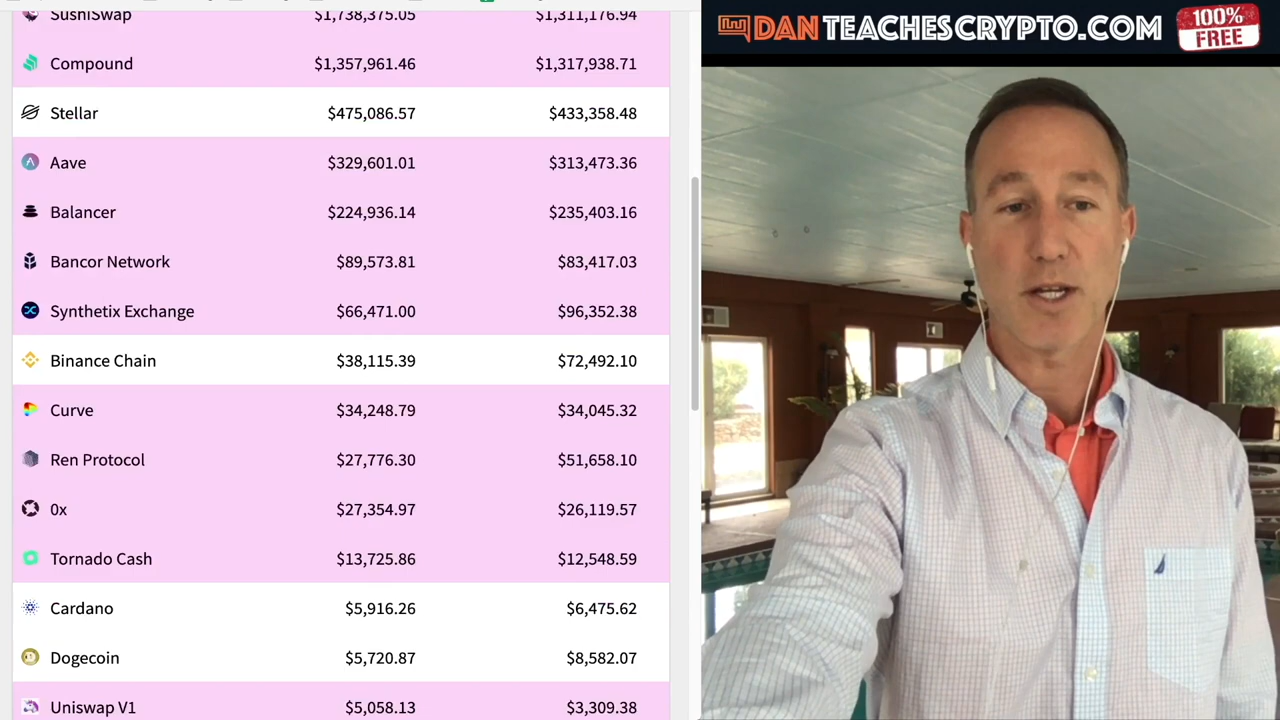 SushiSwap $1,738,375.05 $1,311,176.94
Compound $1,357,961.46 $1,317,938.71
Stellar $475,086.57 $433,358.48
Aave $329,601.01 $313,473.36
Balancer $224,936.14 $235,403.16
Bancor Network $89,573.81 $83,417.03
Synthetix Exchange $66,471.00 $96,352.38
Binance Chain $38,115.39 $72,492.10
Curve $34,248.79 $34,045.32
Ren Protocol $27,776.30 $51,658.10
0x $27,354.97 $26,119.57
Tornado Cash $13,725.86 $12,548.59
Cardano $5,916.26 $6,475.62
Dogecoin $5,720.87 $8,582.07
Uniswap V1 $5,058.13 $3,309.38
DANTEACHESCRYPTO.COM
100%
FREE